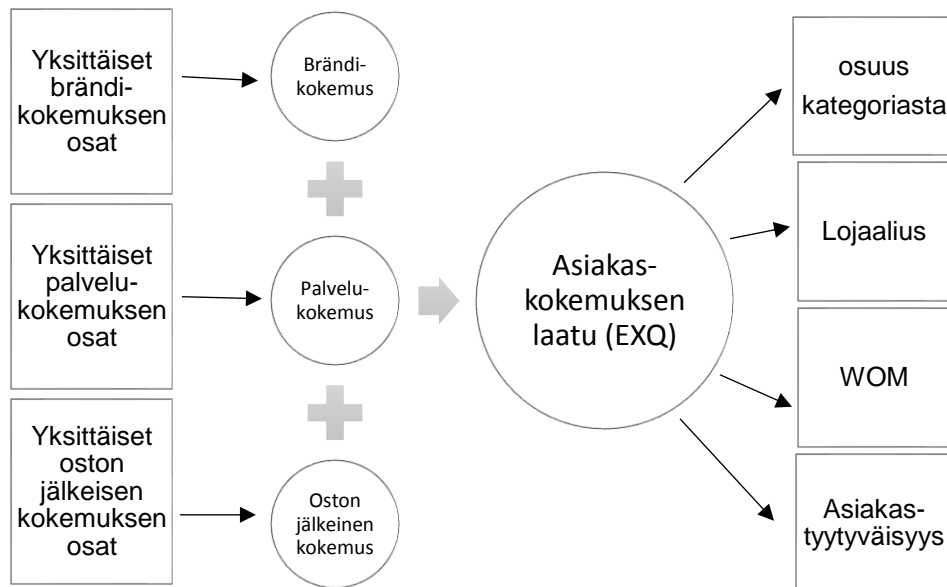 Yksittäiset
brändi-
kokemuksen
osat
Brändi-
kokemus
Yksittäiset
palvelu-
kokemuksen
osat
Palvelu-
kokemus
Yksittäiset
oston
jälkeisen
kokemuksen
osat
Oston
jälkeinen
kokemus
Asiakas-
kokemuksen
laatu (EXQ)
osuus
kategoriasta
Lojaalius
WOM
Asiakas-
tyytyväisyys